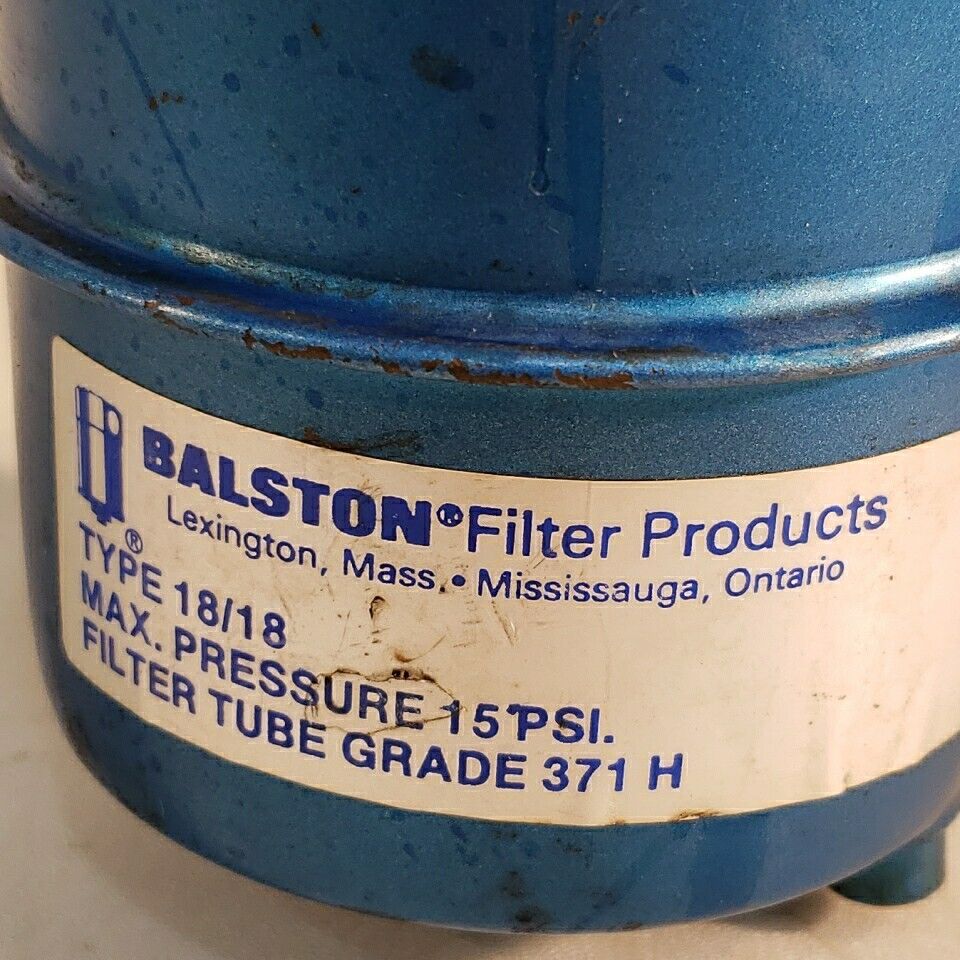 BALSTON® Filter Products
Lexington, Mass. • Mississauga, Ontario
TYPE® 18/18
MAX. PRESSURE 15 PSI.
FILTER TUBE GRADE 371 H